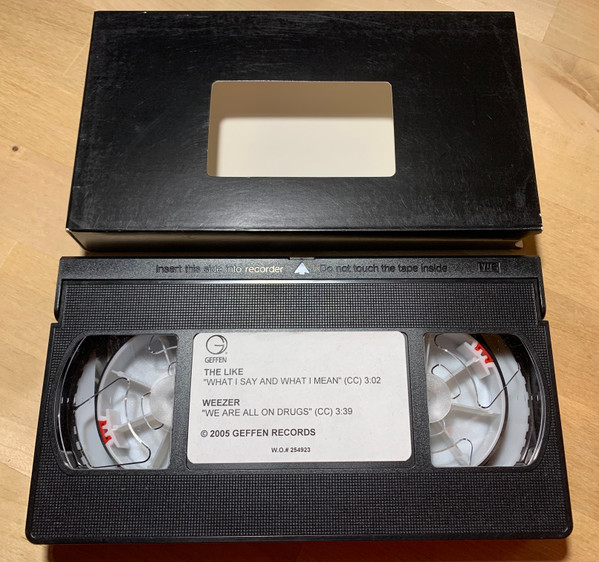 Insert this side into recorder Do not touch the tape inside VHS
GEFFEN
THE LIKE
"WHAT I SAY AND WHAT I MEAN" (CC) 3:02
WEEZER
"WE ARE ALL ON DRUGS" (CC) 3:39
© 2005 GEFFEN RECORDS
W.O.# 254923